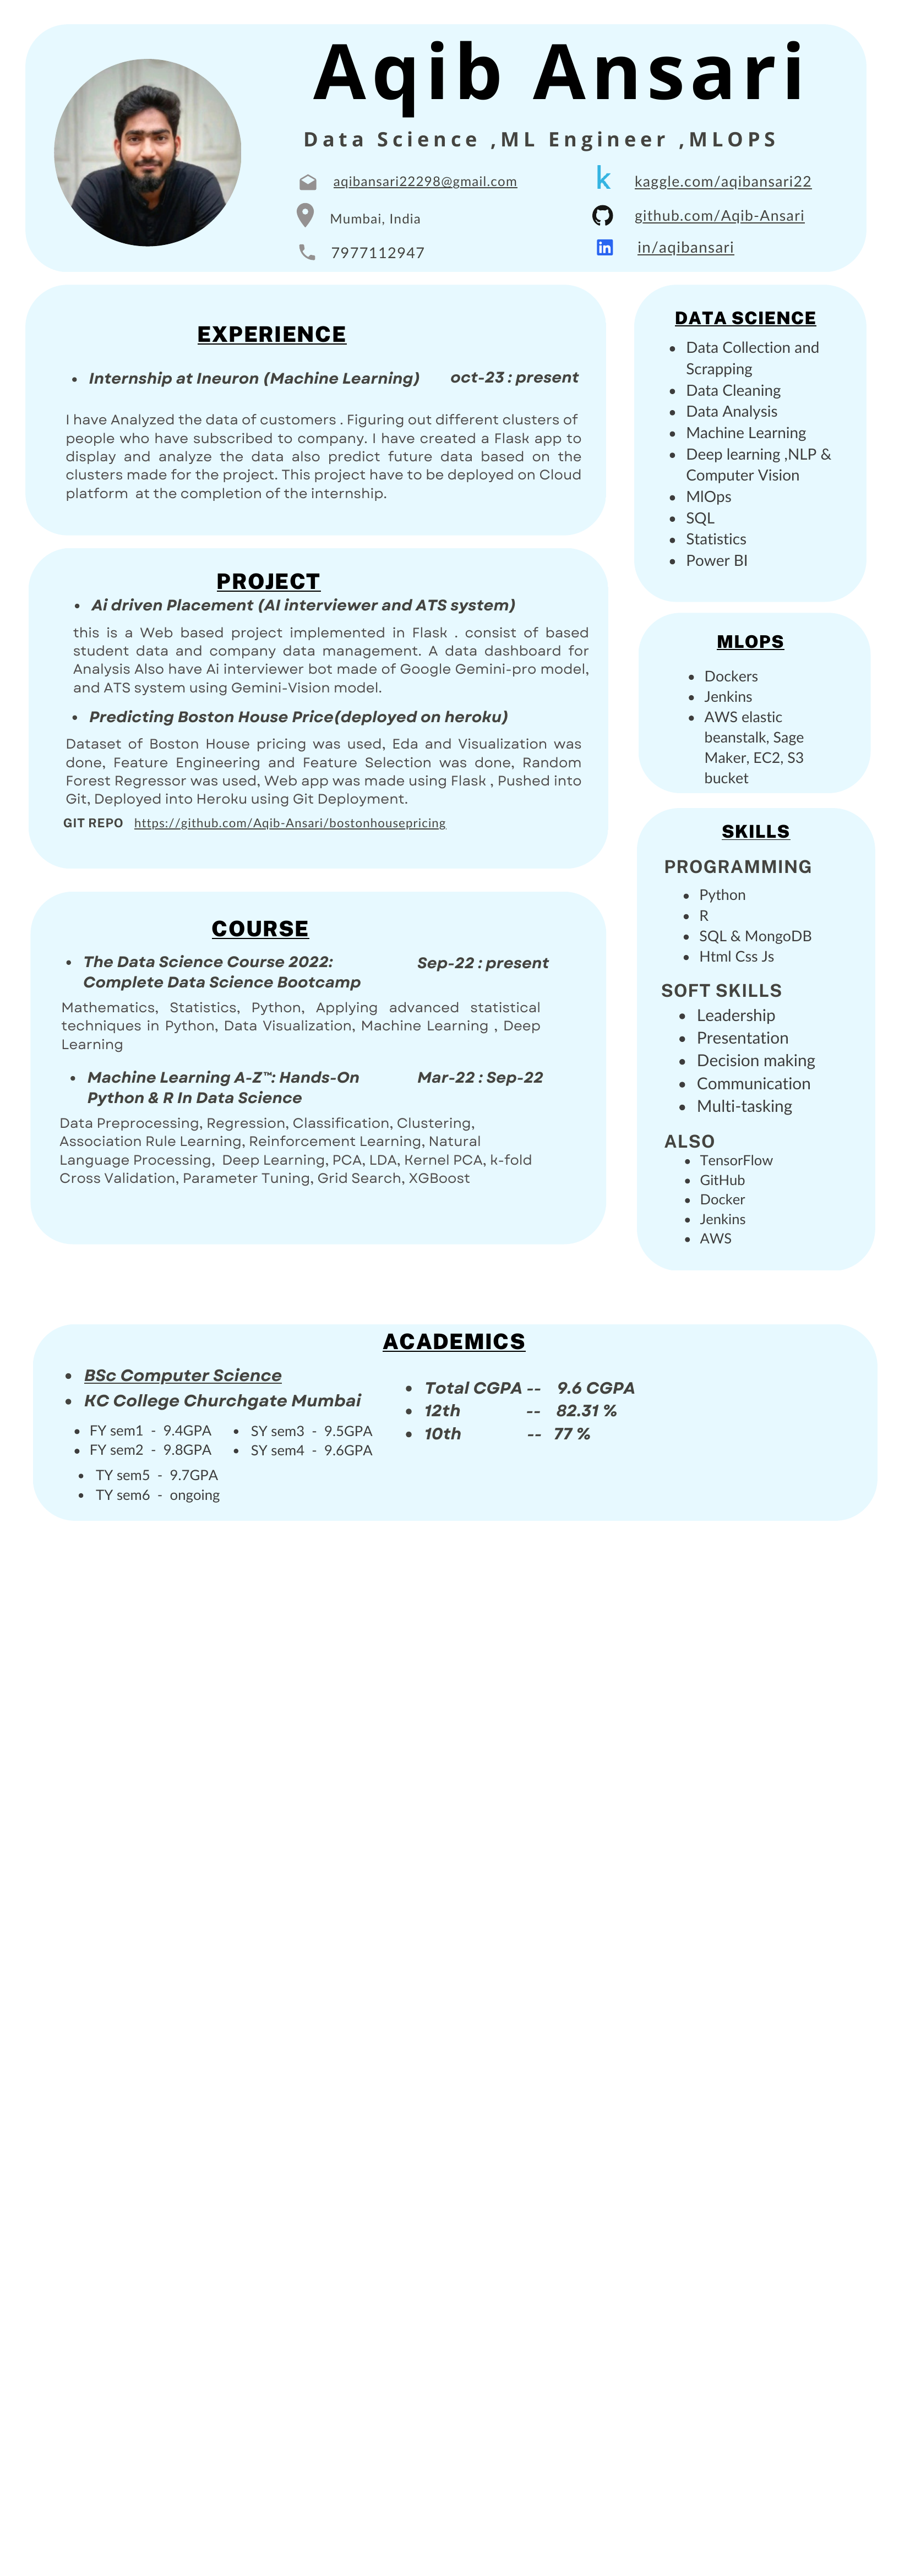 Aqib Ansari
Data Science ,ML Engineer ,MLOPS
aqibansari22298@gmail.com
Mumbai, India
7977112947
k
kaggle.com/aqibansari22
github.com/Aqib-Ansari
in
in/aqibansari
EXPERIENCE
• Internship at Ineuron (Machine Learning) oct-23 : present
I have Analyzed the data of customers . Figuring out different clusters of
people who have subscribed to company. I have created a Flask app to
display and analyze the data also predict future data based on the
clusters made for the project. This project have to be deployed on Cloud
platform at the completion of the internship.
PROJECT
• Ai driven Placement (AI interviewer and ATS system)
this is a Web based project implemented in Flask . consist of based
student data and company data management. A data dashboard for
Analysis Also have Ai interviewer bot made of Google Gemini-pro model,
and ATS system using Gemini-Vision model.
• Predicting Boston House Price(deployed on heroku)
Dataset of Boston House pricing was used, Eda and Visualization was
done, Feature Engineering and Feature Selection was done, Random
Forest Regressor was used, Web app was made using Flask , Pushed into
Git, Deployed into Heroku using Git Deployment.
GIT REPO https://github.com/Aqib-Ansari/bostonhousepricing
COURSE
• The Data Science Course 2022: Sep-22 : present
Complete Data Science Bootcamp
Mathematics, Statistics, Python, Applying advanced statistical
techniques in Python, Data Visualization, Machine Learning , Deep
Learning
• Machine Learning A-Z™: Hands-On Mar-22 : Sep-22
Python & R In Data Science
Data Preprocessing, Regression, Classification, Clustering,
Association Rule Learning, Reinforcement Learning, Natural
Language Processing, Deep Learning, PCA, LDA, Kernel PCA, k-fold
Cross Validation, Parameter Tuning, Grid Search, XGBoost
DATA SCIENCE
• Data Collection and
Scrapping
• Data Cleaning
• Data Analysis
• Machine Learning
• Deep learning ,NLP &
Computer Vision
• MlOps
• SQL
• Statistics
• Power BI
MLOPS
• Dockers
• Jenkins
• AWS elastic
beanstalk, Sage
Maker, EC2, S3
bucket
SKILLS
PROGRAMMING
• Python
• R
• SQL & MongoDB
• Html Css Js
SOFT SKILLS
• Leadership
• Presentation
• Decision making
• Communication
• Multi-tasking
ALSO
• TensorFlow
• GitHub
• Docker
• Jenkins
• AWS
ACADEMICS
• BSc Computer Science
• KC College Churchgate Mumbai
• FY sem1 - 9.4GPA
• FY sem2 - 9.8GPA
• SY sem3 - 9.5GPA
• SY sem4 - 9.6GPA
• TY sem5 - 9.7GPA
• TY sem6 - ongoing
• Total CGPA -- 9.6 CGPA
• 12th -- 82.31 %
• 10th -- 77 %